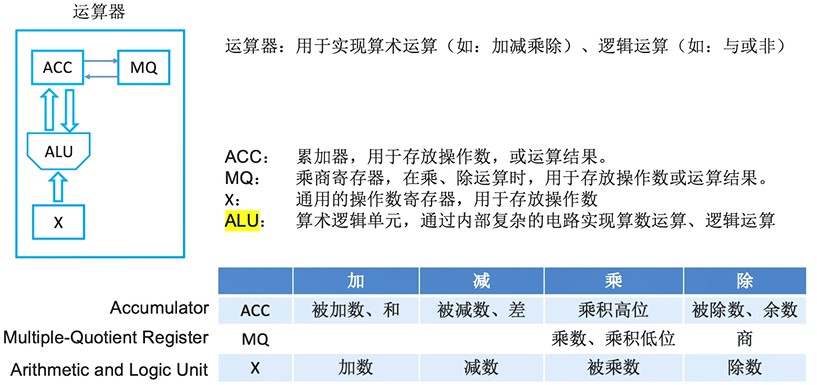 运算器
ACC
MQ
ALU
X
运算器：用于实现算术运算（如：加减乘除）、逻辑运算（如：与或非）
ACC： 累加器，用于存放操作数，或运算结果。
MQ： 乘商寄存器，在乘、除运算时，用于存放操作数或运算结果。
X： 通用的操作数寄存器，用于存放操作数
ALU： 算术逻辑单元，通过内部复杂的电路实现算数运算、逻辑运算
加 减 乘 除
Accumulator ACC 被加数、和 被减数、差 乘积高位 被除数、余数
Multiple-Quotient Register MQ 乘数、乘积低位 商
Arithmetic and Logic Unit X 加数 减数 被乘数 除数